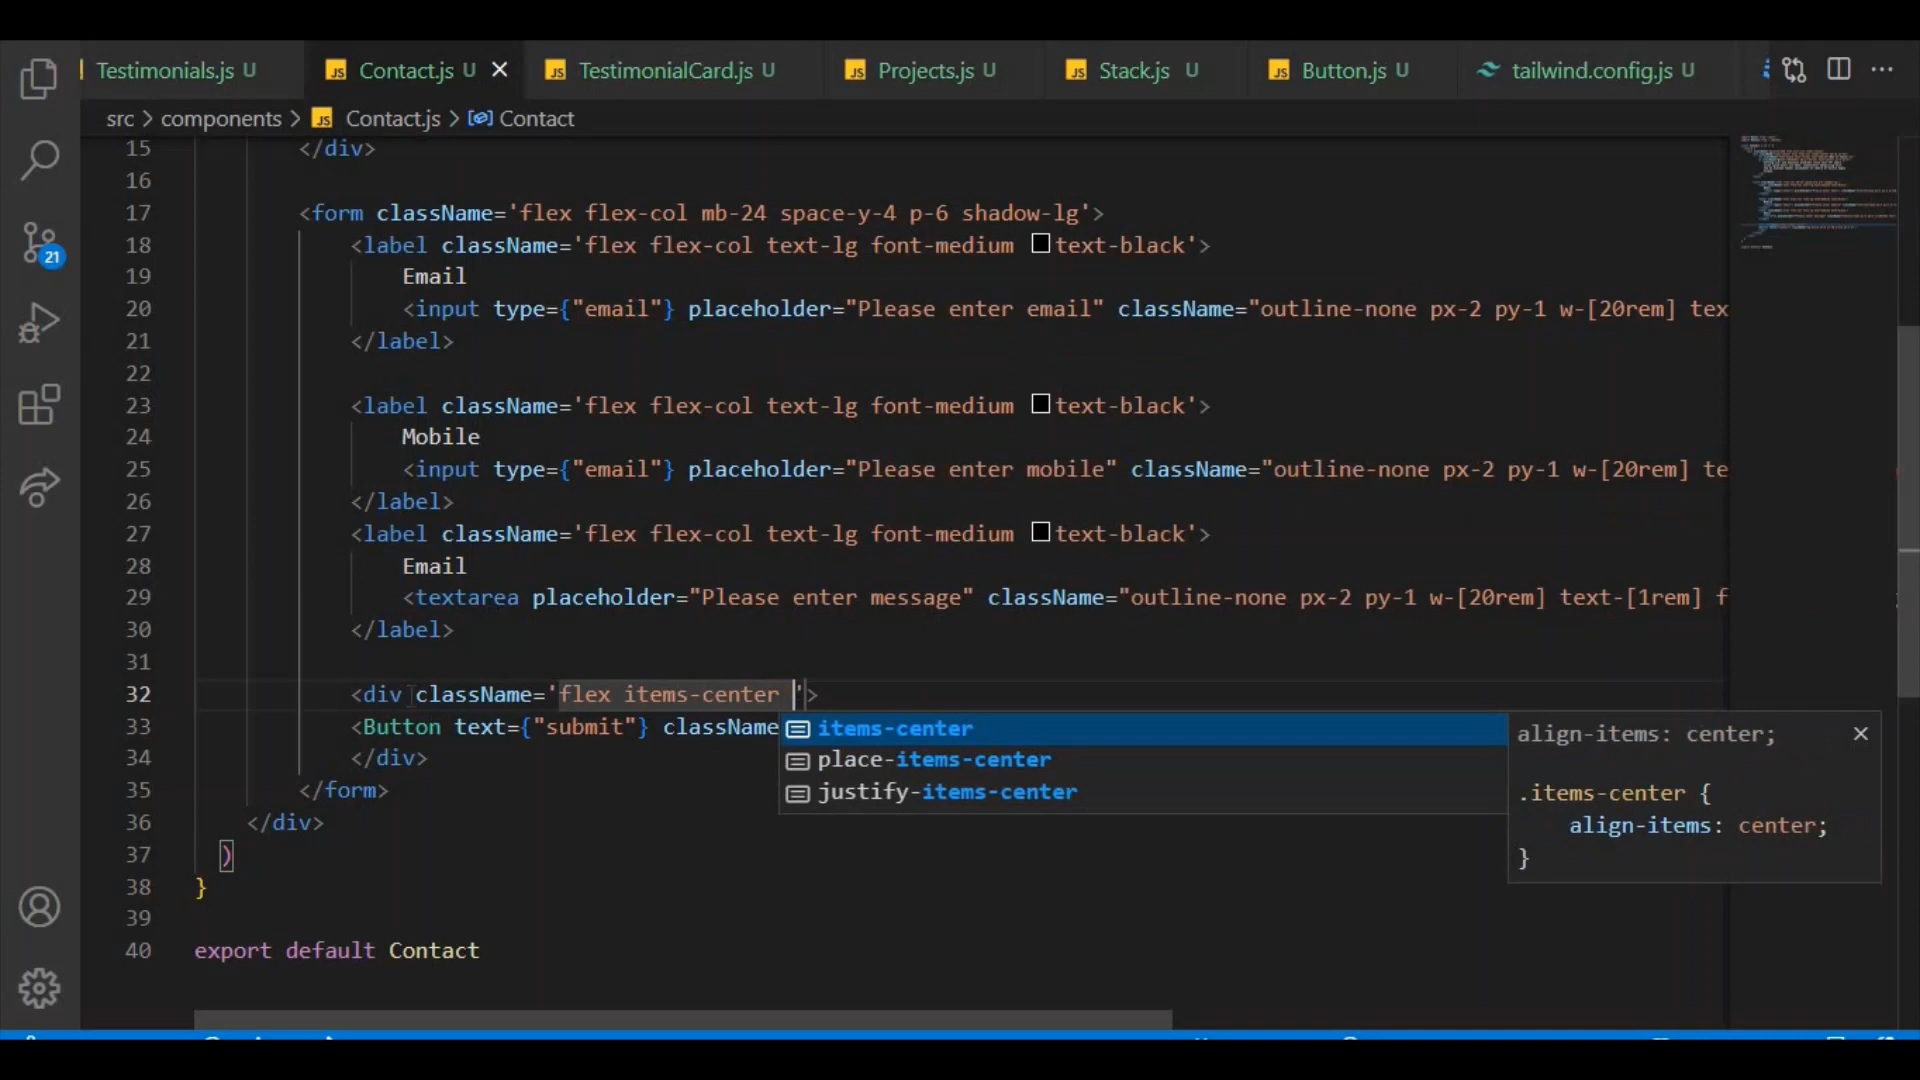 Testimonials.js U
Contact.js U
TestimonialCard.js U
Projects.js U
Stack.js U
Button.js U
tailwind.config.js U
src > components > JS Contact.js > Contact
15 </div>
16
17 <form className='flex flex-col mb-24 space-y-4 p-6 shadow-lg'>
18 <label className='flex flex-col text-lg font-medium text-black'>
19 Email
20 <input type={"email"} placeholder="Please enter email" className="outline-none px-2 py-1 w-[20rem] tex
21 </label>
22
23 <label className='flex flex-col text-lg font-medium text-black'>
24 Mobile
25 <input type={"email"} placeholder="Please enter mobile" className="outline-none px-2 py-1 w-[20rem] te
26 </label>
27 <label className='flex flex-col text-lg font-medium text-black'>
28 Email
29 <textarea placeholder="Please enter message" className="outline-none px-2 py-1 w-[20rem] text-[1rem] f
30 </label>
31
32 <div className='flex items-center '>
33 <Button text={"submit"} className
34 </div>
35 </form>
36 </div>
37 )
38 }
39
40 export default Contact
items-center
place-items-center
justify-items-center
align-items: center;
.items-center {
align-items: center;
}
21